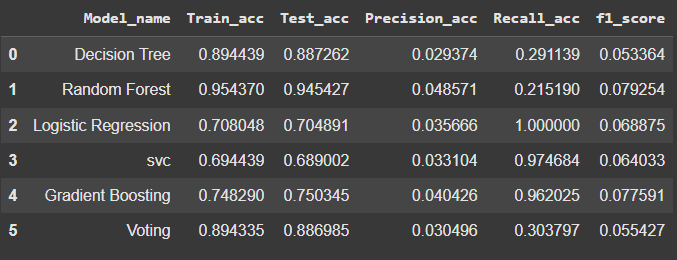 Model_name Train_acc Test_acc Precision_acc Recall_acc f1_score
0 Decision Tree 0.894439 0.887262 0.029374 0.291139 0.053364
1 Random Forest 0.954370 0.945427 0.048571 0.215190 0.079254
2 Logistic Regression 0.708048 0.704891 0.035666 1.000000 0.068875
3 svc 0.694439 0.689002 0.033104 0.974684 0.064033
4 Gradient Boosting 0.748290 0.750345 0.040426 0.962025 0.077591
5 Voting 0.894335 0.886985 0.030496 0.303797 0.055427